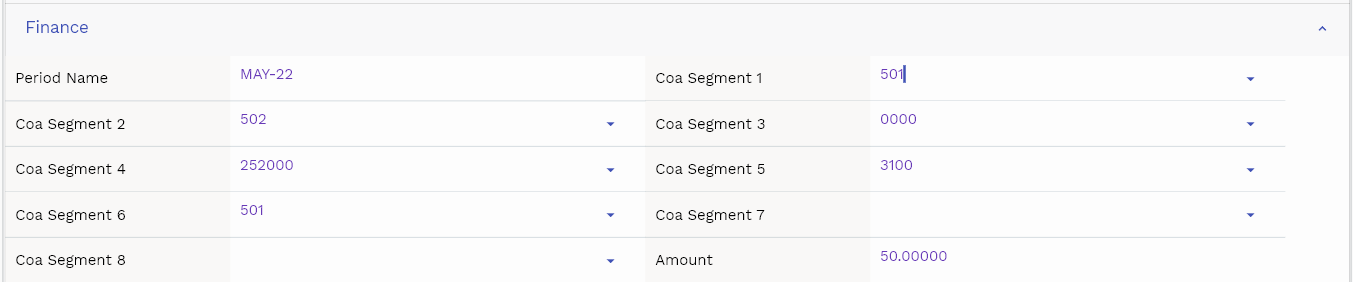 Finance
Period Name MAY-22 Coa Segment 1 501
Coa Segment 2 502 Coa Segment 3 0000
Coa Segment 4 252000 Coa Segment 5 3100
Coa Segment 6 501 Coa Segment 7
Coa Segment 8 Amount 50.00000